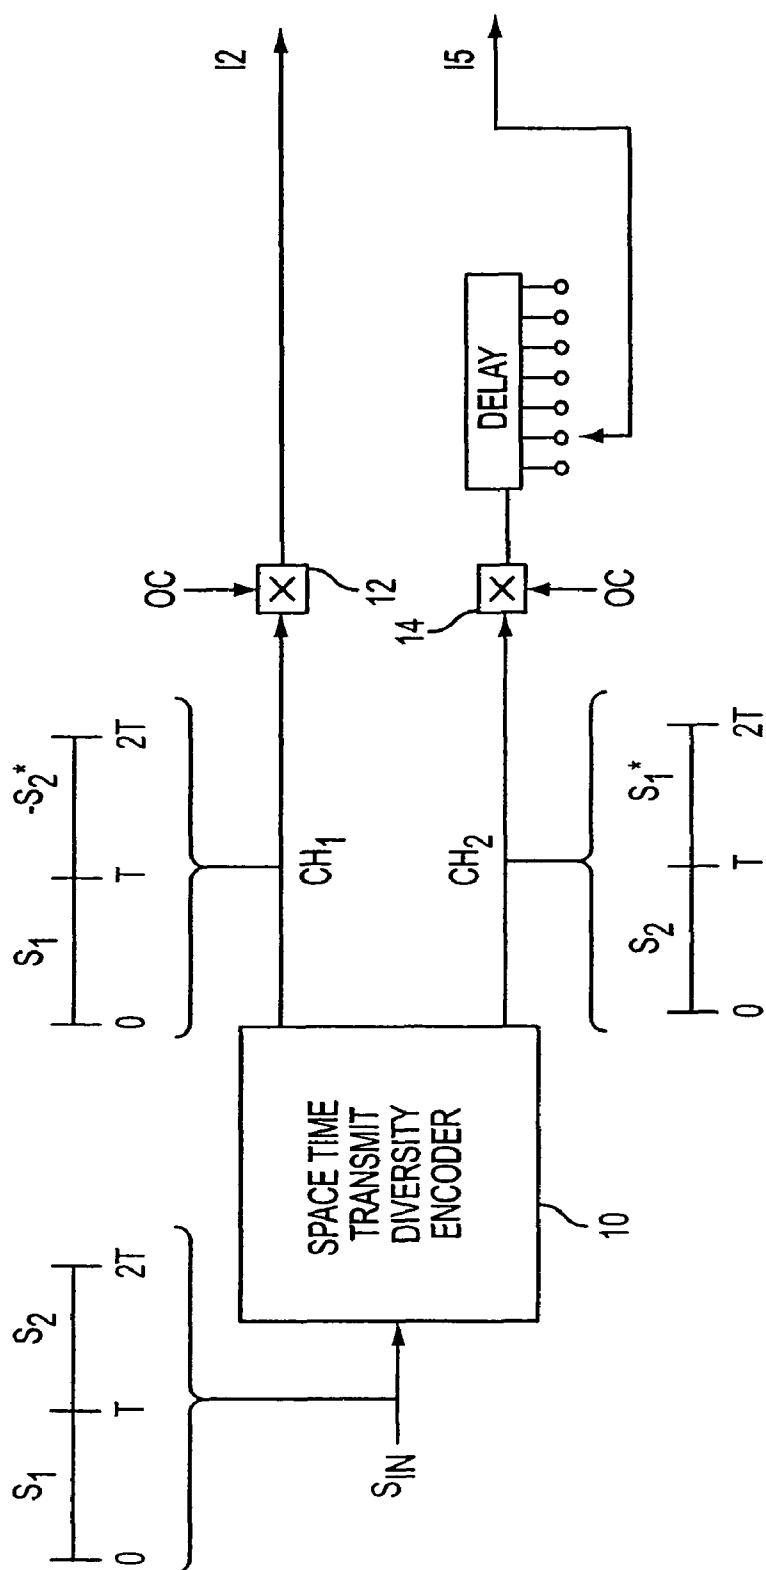 S1 S2
0 T 2T
SIN
SPACE TIME
TRANSMIT
DIVERSITY
ENCODER
10
S1 -S2*
0 T 2T
CH1
CH2
S2 S1*
0 T 2T
OC
12
14
OC
DELAY
I2
I5